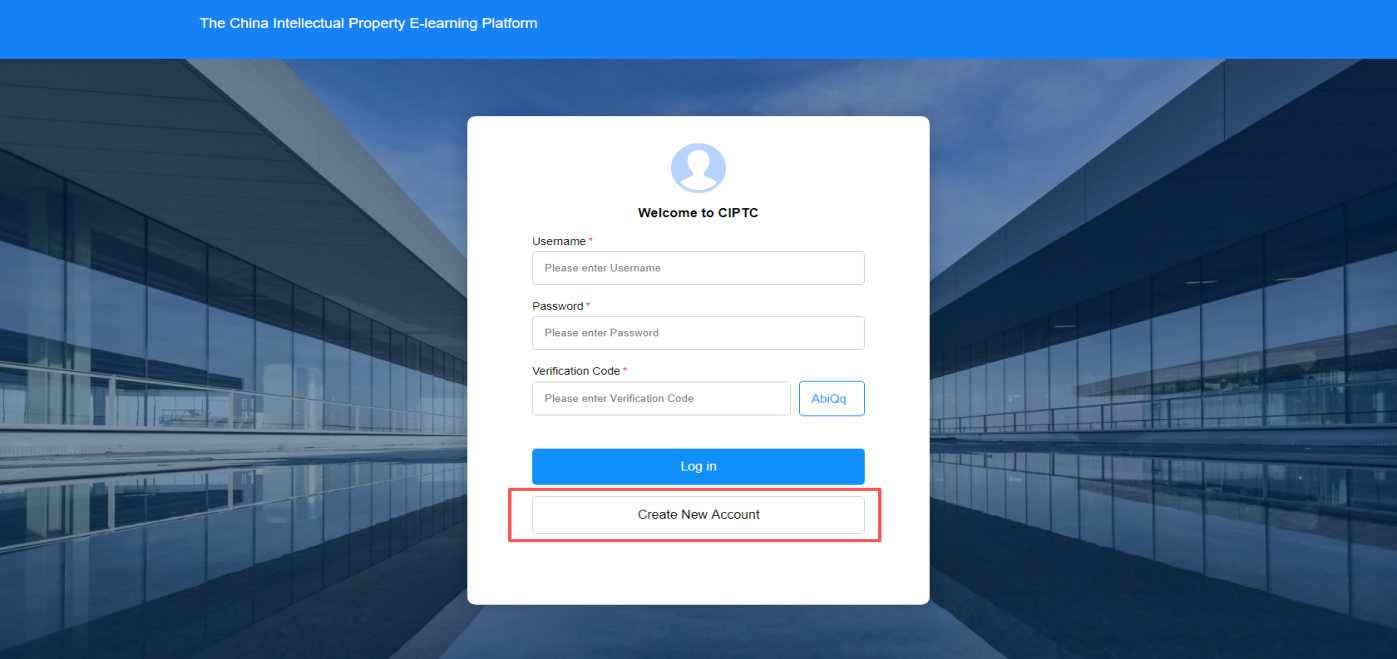 The China Intellectual Property E-learning Platform
Welcome to CIPTC
Username *
Please enter Username
Password *
Please enter Password
Verification Code *
Please enter Verification Code
AbiQq
Log in
Create New Account